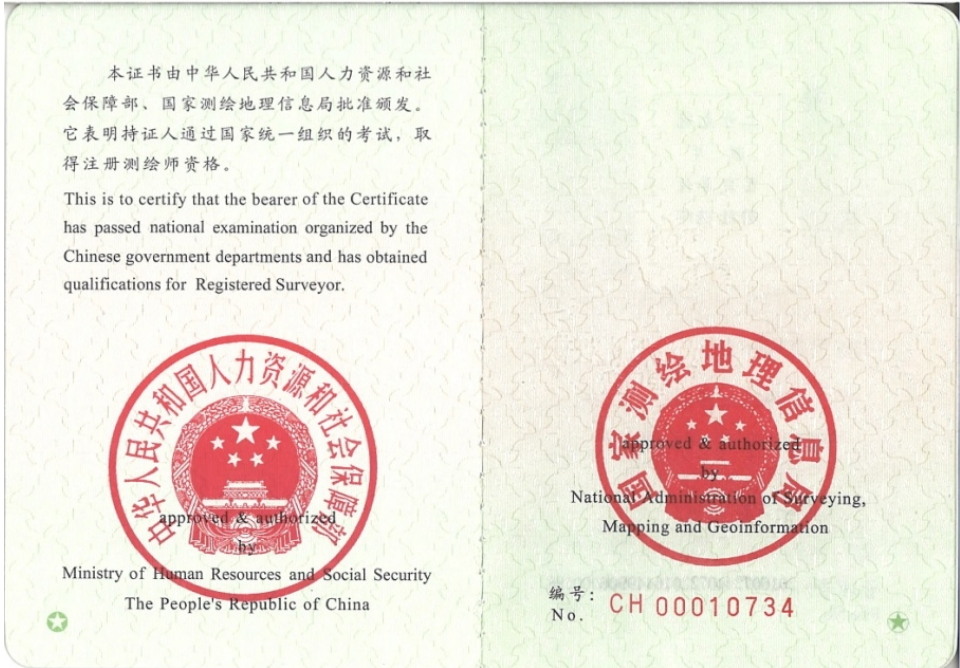 本证书由中华人民共和国人力资源和社
会保障部、国家测绘地理信息局批准颁发。
它表明持证人通过国家统一组织的考试，取
得注册测绘师资格。
This is to certify that the bearer of the Certificate
has passed national examination organized by the
Chinese government departments and has obtained
qualifications for Registered Surveyor.
中华人民共和国人力资源和社会保障部
approved & authorized
by
Ministry of Human Resources and Social Security
The People's Republic of China
国家测绘地理信息局
approved & authorized
by
National Administration of Surveying,
Mapping and Geoinformation
编号:
No.
CH 00010734